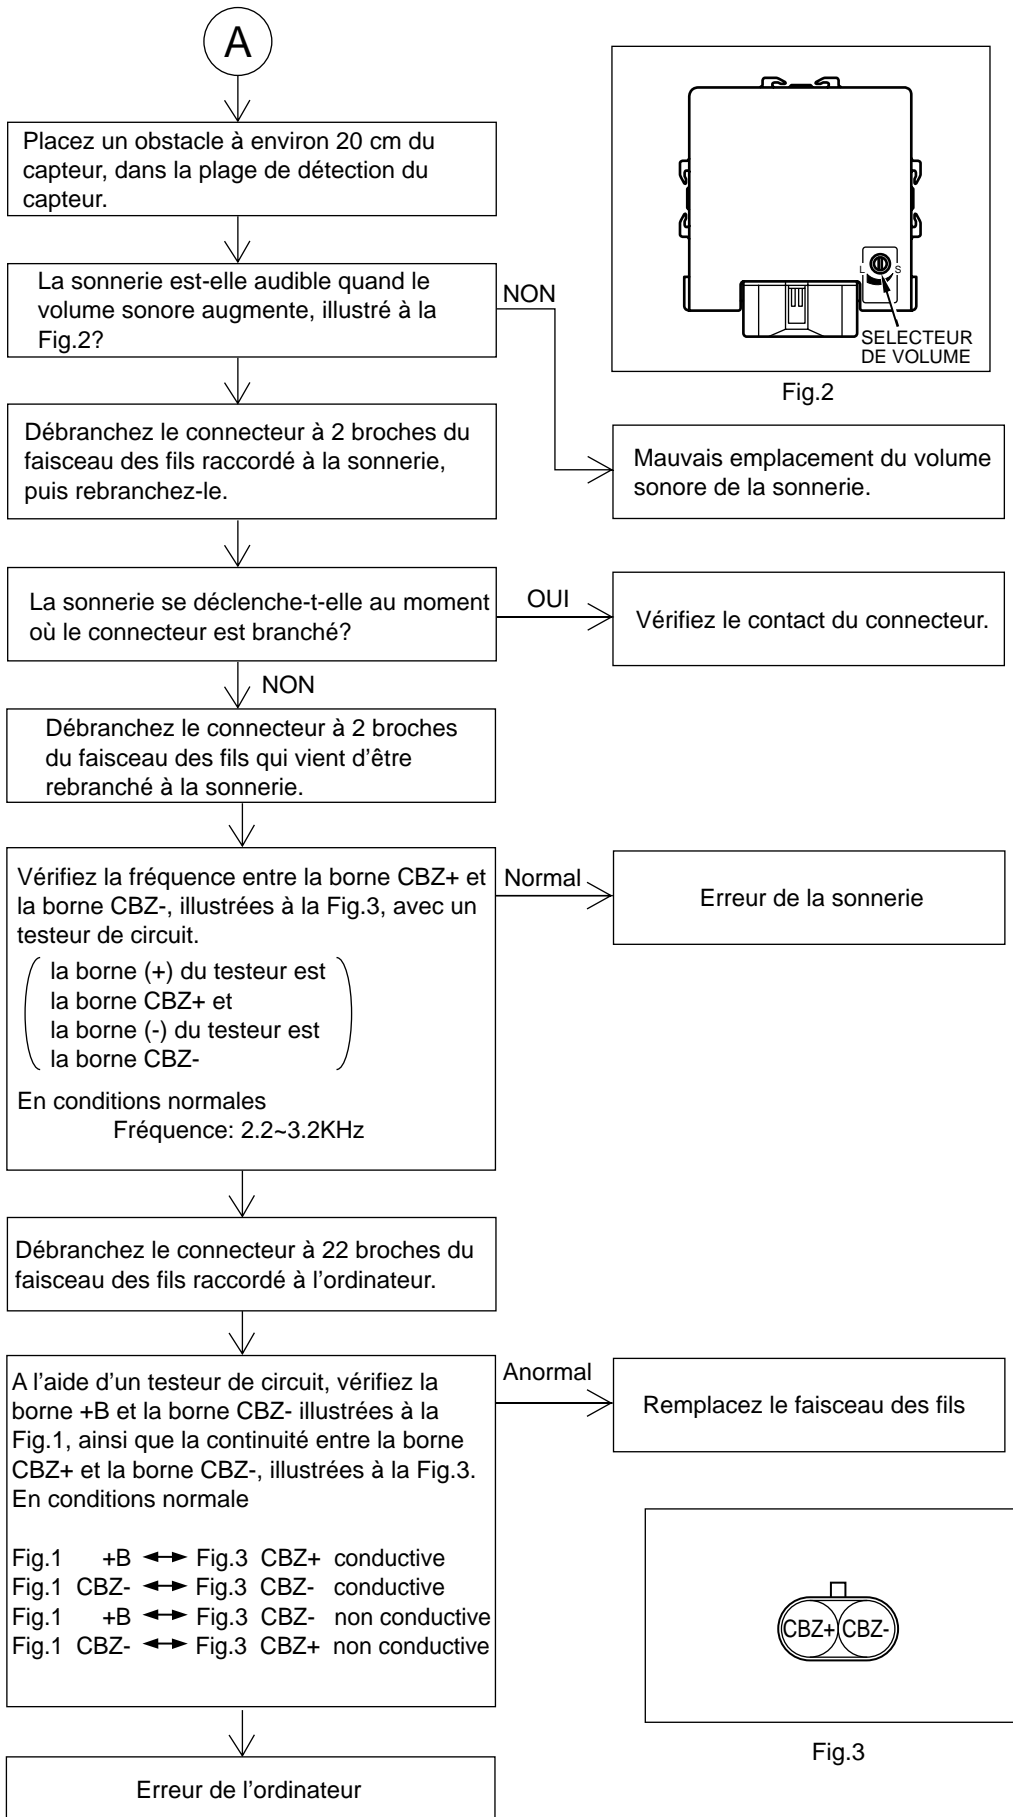 A
Placez un obstacle à environ 20 cm du
capteur, dans la plage de détection du
capteur.
La sonnerie est-elle audible quand le
volume sonore augmente, illustré à la
Fig.2?
NON
L S
SELECTEUR
DE VOLUME
Fig.2
Débranchez le connecteur à 2 broches du
faisceau des fils raccordé à la sonnerie,
puis rebranchez-le.
Mauvais emplacement du volume
sonore de la sonnerie.
La sonnerie se déclenche-t-elle au moment
où le connecteur est branché?
OUI
Vérifiez le contact du connecteur.
NON
Débranchez le connecteur à 2 broches
du faisceau des fils qui vient d’être
rebranché à la sonnerie.
Vérifiez la fréquence entre la borne CBZ+ et
la borne CBZ-, illustrées à la Fig.3, avec un
testeur de circuit.
la borne (+) du testeur est
la borne CBZ+ et
la borne (-) du testeur est
la borne CBZ-
En conditions normales
Fréquence: 2.2~3.2KHz
Normal
Erreur de la sonnerie
Débranchez le connecteur à 22 broches du
faisceau des fils raccordé à l’ordinateur.
A l’aide d’un testeur de circuit, vérifiez la
borne +B et la borne CBZ- illustrées à la
Fig.1, ainsi que la continuité entre la borne
CBZ+ et la borne CBZ-, illustrées à la Fig.3.
En conditions normale
Fig.1 +B ↔ Fig.3 CBZ+ conductive
Fig.1 CBZ- ↔ Fig.3 CBZ- conductive
Fig.1 +B ↔ Fig.3 CBZ- non conductive
Fig.1 CBZ- ↔ Fig.3 CBZ+ non conductive
Anormal
Remplacez le faisceau des fils
CBZ+ CBZ-
Fig.3
Erreur de l’ordinateur